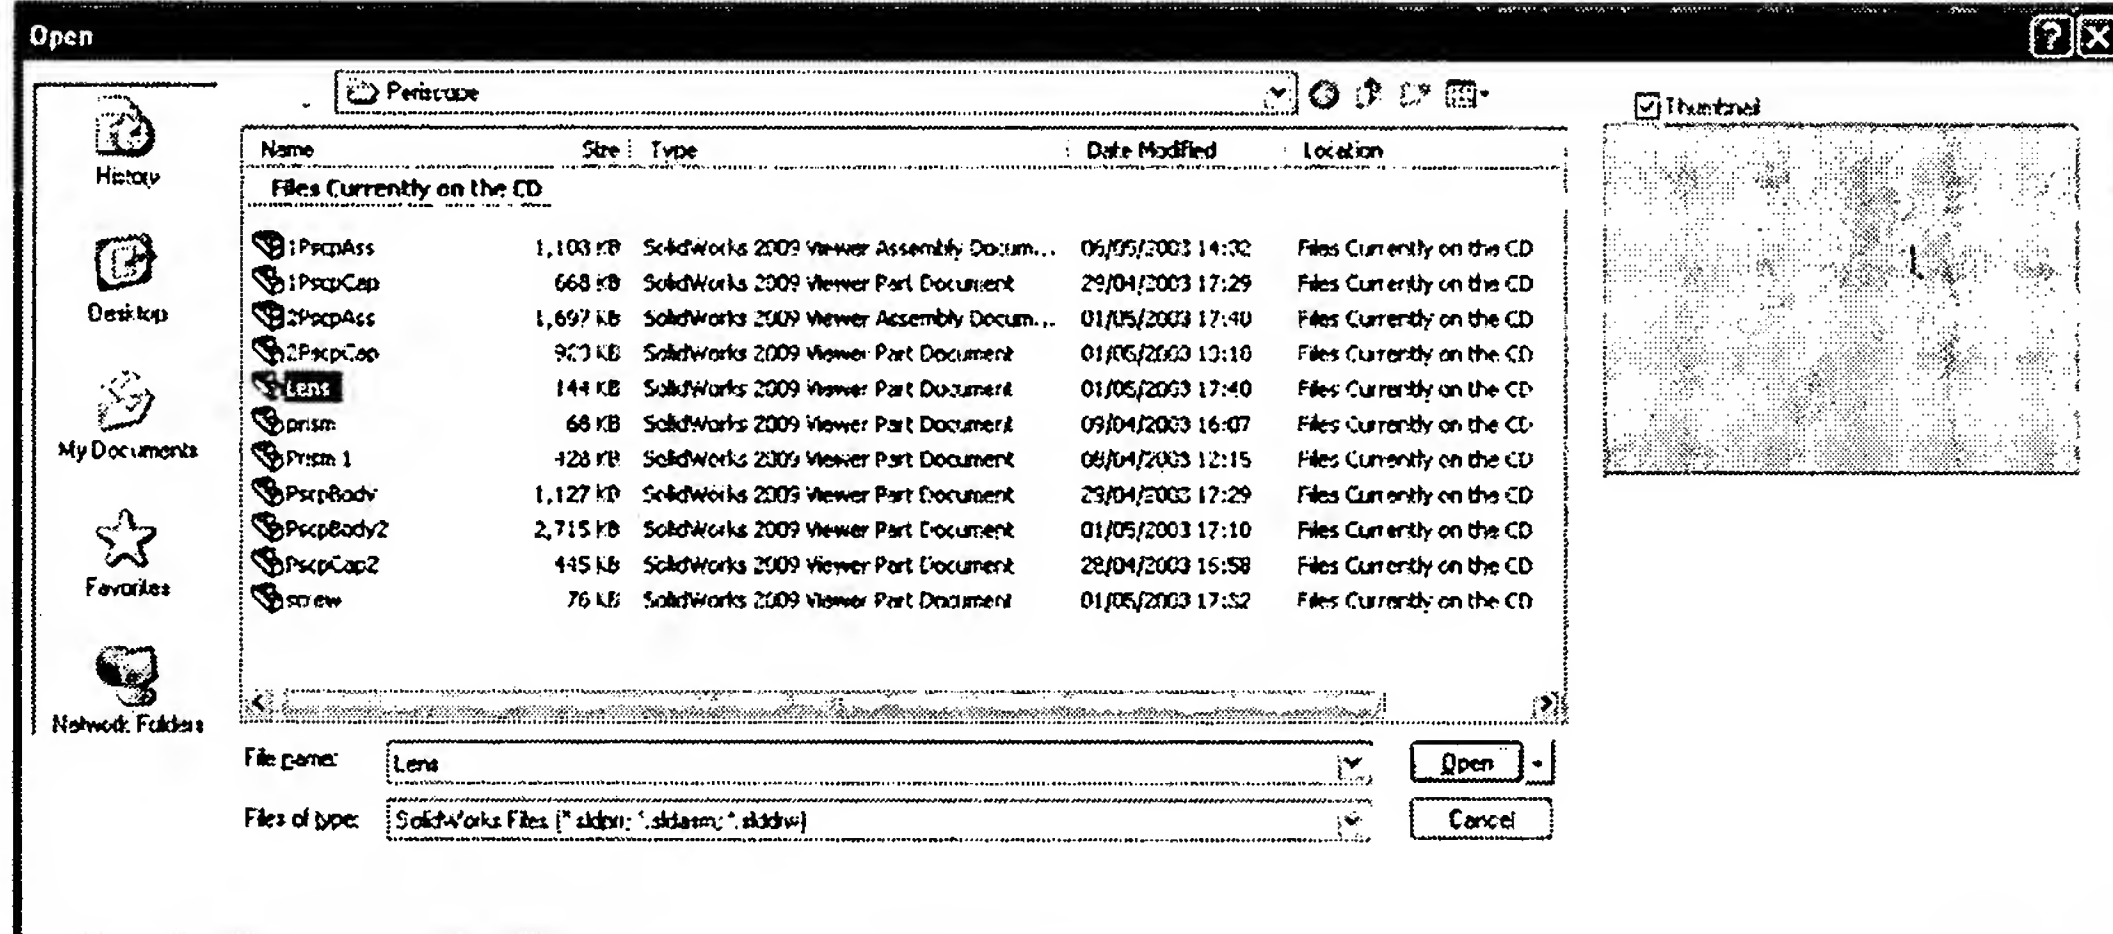 Open
Periscope
Thumbnail
History
Desktop
My Documents
Favorites
Network Folders
Name Size Type Date Modified Location
Files Currently on the CD
1PscpAss 1,103 KB SolidWorks 2009 Viewer Assembly Docum... 06/05/2003 14:32 Files Currently on the CD
1PscpCap 668 KB SolidWorks 2009 Viewer Part Document 29/04/2003 17:29 Files Currently on the CD
2PscpAss 1,697 KB SolidWorks 2009 Viewer Assembly Docum... 01/05/2003 17:40 Files Currently on the CD
2PscpCap KB SolidWorks 2009 Viewer Part Document Files Currently on the CD
Lens 144 KB SolidWorks 2009 Viewer Part Document 01/05/2003 17:40 Files Currently on the CD
prism 68 KB SolidWorks 2009 Viewer Part Document 09/04/2003 16:07 Files Currently on the CD
Prism 1 428 KB SolidWorks 2009 Viewer Part Document 12:15 Files Currently on the CD
PscpBody 1,127 KB SolidWorks 2009 Viewer Part Document 29/04/2003 17:29 Files Currently on the CD
PscpBody2 2,715 KB SolidWorks 2009 Viewer Part Document 01/05/2003 17:10 Files Currently on the CD
PscpCap2 445 KB SolidWorks 2009 Viewer Part Document 28/04/2003 16:58 Files Currently on the CD
screw 76 KB SolidWorks 2009 Viewer Part Document 01/05/2003 Files Currently on the CD
File name: Lens Open
Files of type: SolidWorks Files (*.sldprt; *.sldasm; *.slddrw) Cancel